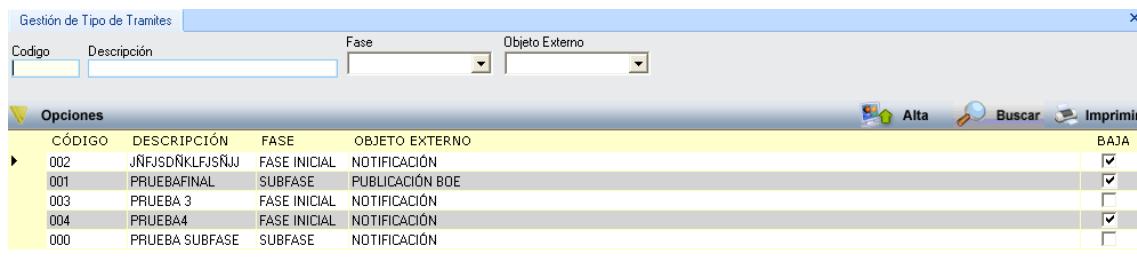 Gestión de Tipo de Tramites
Codigo Descripción Fase Objeto Externo
Opciones Alta Buscar Imprimir
CÓDIGO DESCRIPCIÓN FASE OBJETO EXTERNO BAJA
002 JÑFJSDÑKLFJSÑJJ FASE INICIAL NOTIFICACIÓN
001 PRUEBAFINAL SUBFASE PUBLICACIÓN BOE
003 PRUEBA 3 FASE INICIAL NOTIFICACIÓN
004 PRUEBA4 FASE INICIAL NOTIFICACIÓN
000 PRUEBA SUBFASE SUBFASE NOTIFICACIÓN